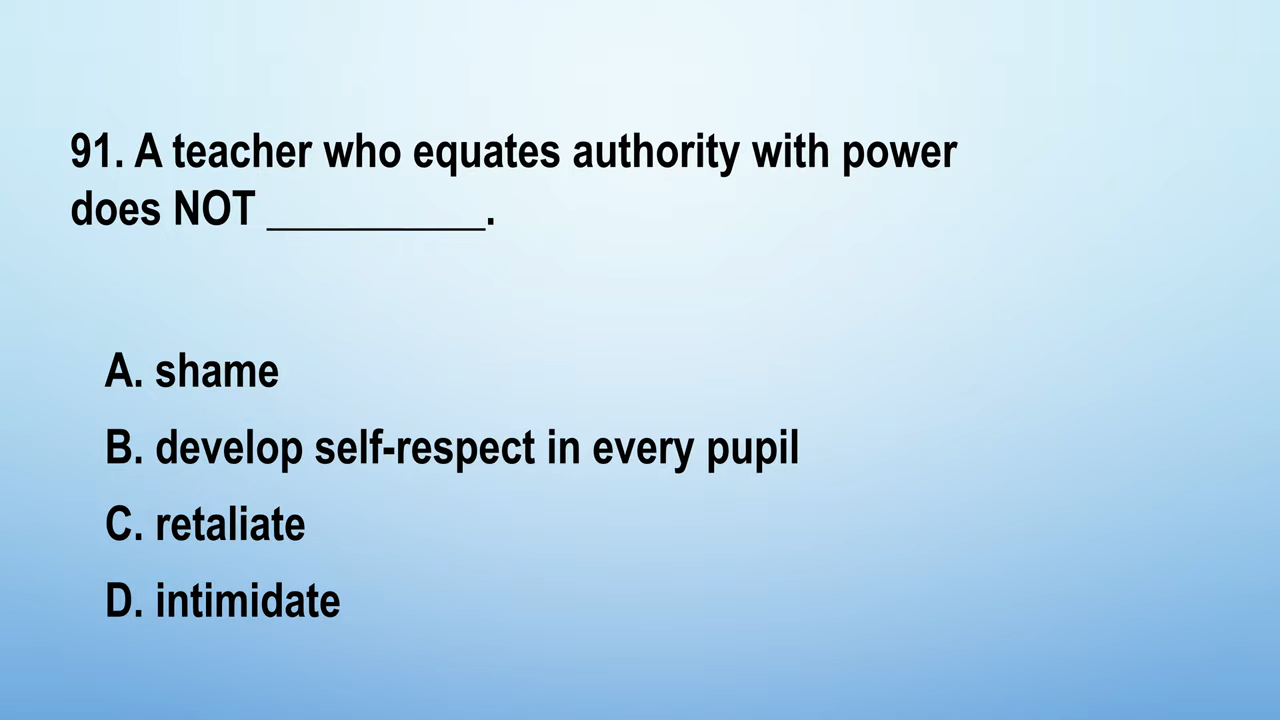 91. A teacher who equates authority with power
does NOT __________.
A. shame
B. develop self-respect in every pupil
C. retaliate
D. intimidate